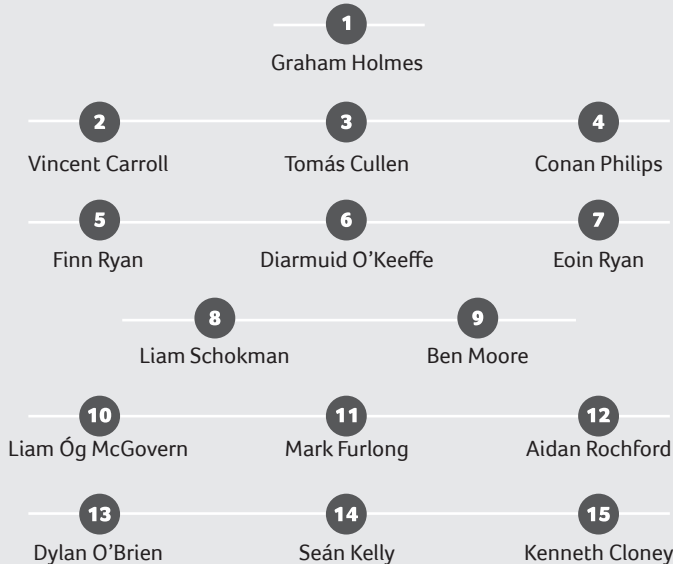 1
Graham Holmes
2 3 4
Vincent Carroll Tomás Cullen Conan Philips
5 6 7
Finn Ryan Diarmuid O’Keeffe Eoin Ryan
8 9
Liam Schokman Ben Moore
10 11 12
Liam Óg McGovern Mark Furlong Aidan Rochford
13 14 15
Dylan O’Brien Seán Kelly Kenneth Cloney